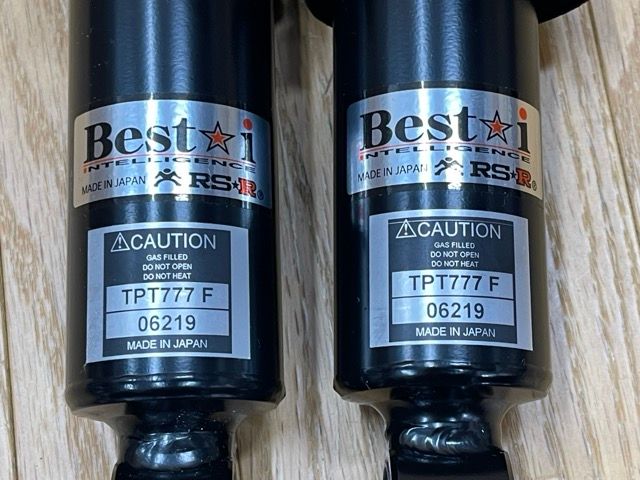 Best☆i
INTELLIGENCE
MADE IN JAPAN RS★R®
⚠CAUTION
GAS FILLED
DO NOT OPEN
DO NOT HEAT
TPT777 F
06219
MADE IN JAPAN
Best☆i
INTELLIGENCE
MADE IN JAPAN RS★R®
⚠CAUTION
GAS FILLED
DO NOT OPEN
DO NOT HEAT
TPT777 F
06219
MADE IN JAPAN